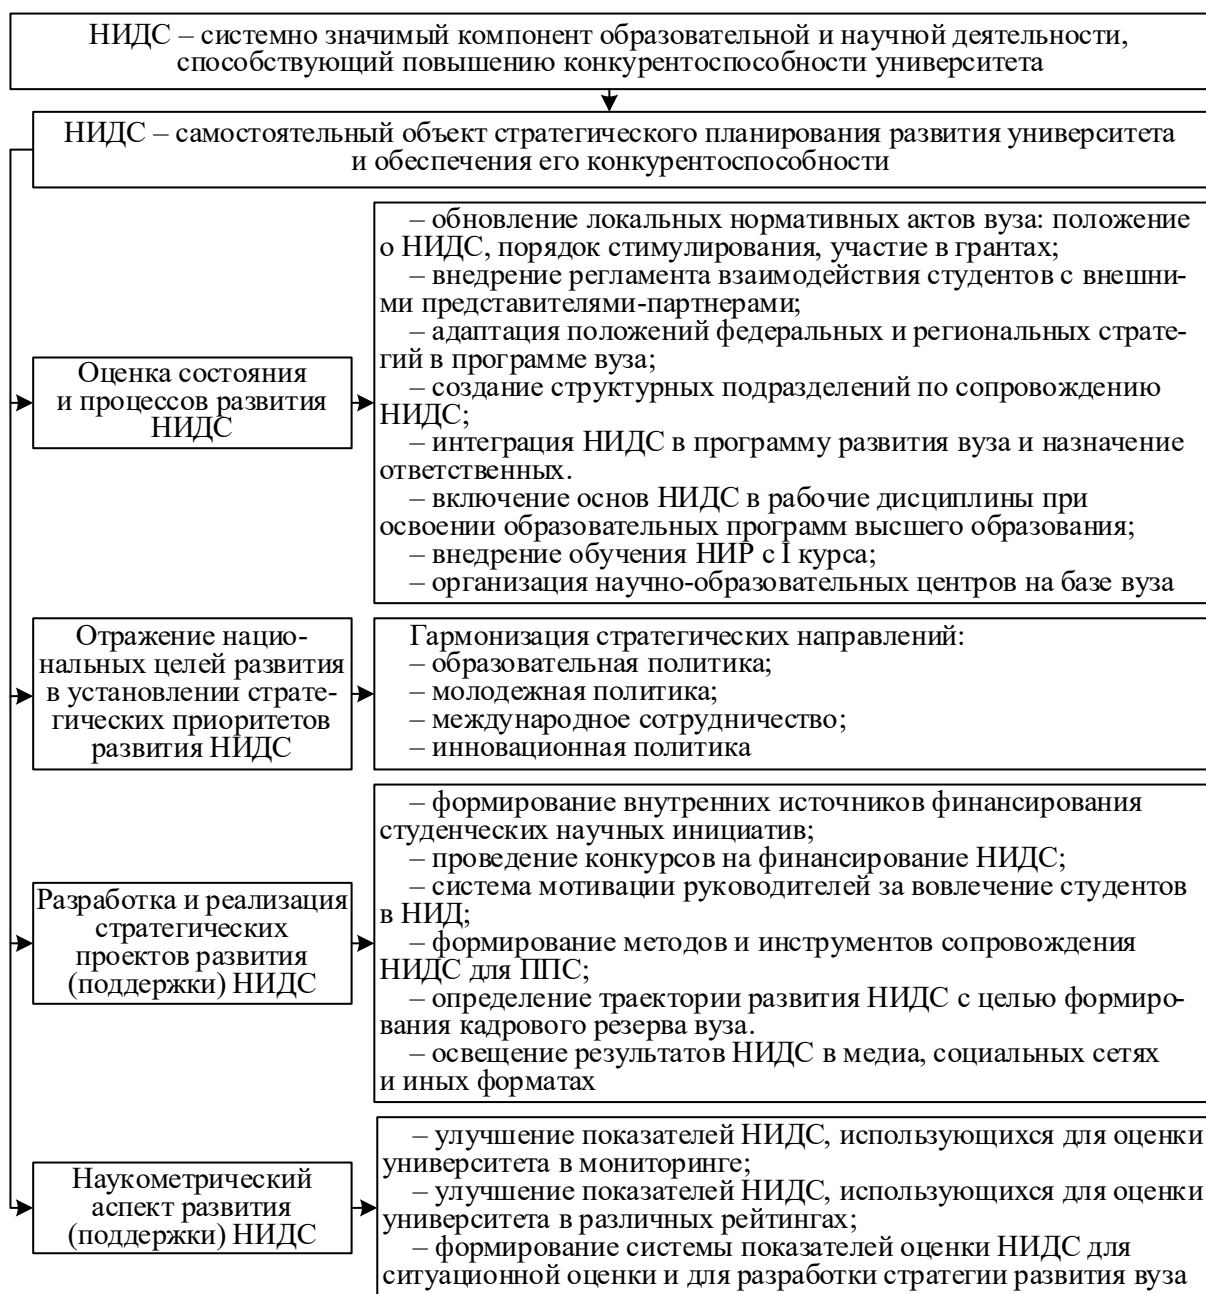 НИДС – системно значимый компонент образовательной и научной деятельности,
способствующий повышению конкурентоспособности университета
НИДС – самостоятельный объект стратегического планирования развития университета
и обеспечения его конкурентоспособности
Оценка состояния
и процессов развития
НИДС
– обновление локальных нормативных актов вуза: положение
о НИДС, порядок стимулирования, участие в грантах;
– внедрение регламента взаимодействия студентов с внешни-
ми представителями-партнерами;
– адаптация положений федеральных и региональных страте-
гий в программе вуза;
– создание структурных подразделений по сопровождению
НИДС;
– интеграция НИДС в программу развития вуза и назначение
ответственных.
– включение основ НИДС в рабочие дисциплины при
освоении образовательных программ высшего образования;
– внедрение обучения НИР с I курса;
– организация научно-образовательных центров на базе вуза
Отражение нацио-
нальных целей развития
в установлении страте-
гических приоритетов
развития НИДС
Гармонизация стратегических направлений:
– образовательная политика;
– молодежная политика;
– международное сотрудничество;
– инновационная политика
Разработка и реализация
стратегических
проектов развития
(поддержки) НИДС
– формирование внутренних источников финансирования
студенческих научных инициатив;
– проведение конкурсов на финансирование НИДС;
– система мотивации руководителей за вовлечение студентов
в НИД;
– формирование методов и инструментов сопровождения
НИДС для ППС;
– определение траектории развития НИДС с целью формиро-
вания кадрового резерва вуза.
– освещение результатов НИДС в медиа, социальных сетях
и иных форматах
Наукометрический
аспект развития
(поддержки) НИДС
– улучшение показателей НИДС, использующихся для оценки
университета в мониторинге;
– улучшение показателей НИДС, использующихся для оценки
университета в различных рейтингах;
– формирование системы показателей оценки НИДС для
ситуационной оценки и для разработки стратегии развития вуза